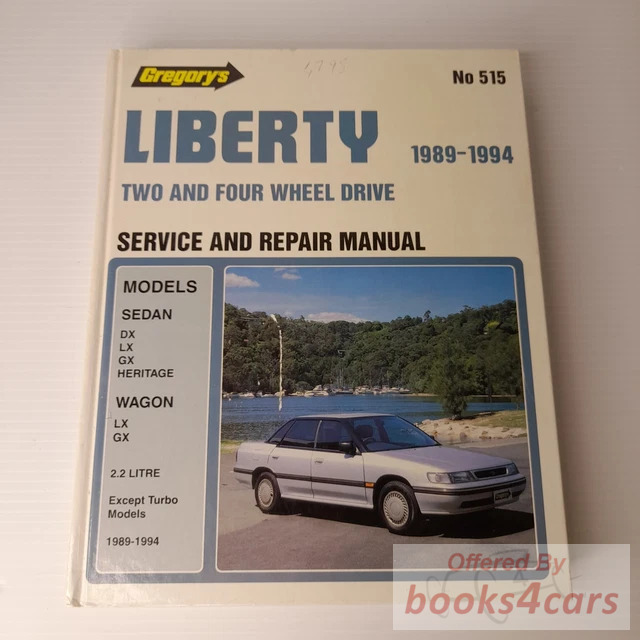 Gregory's
No 515
LIBERTY 1989-1994
TWO AND FOUR WHEEL DRIVE
SERVICE AND REPAIR MANUAL
MODELS
SEDAN
DX
LX
GX
HERITAGE
WAGON
LX
GX
2.2 LITRE
Except Turbo
Models
1989-1994
Offered By
books4cars